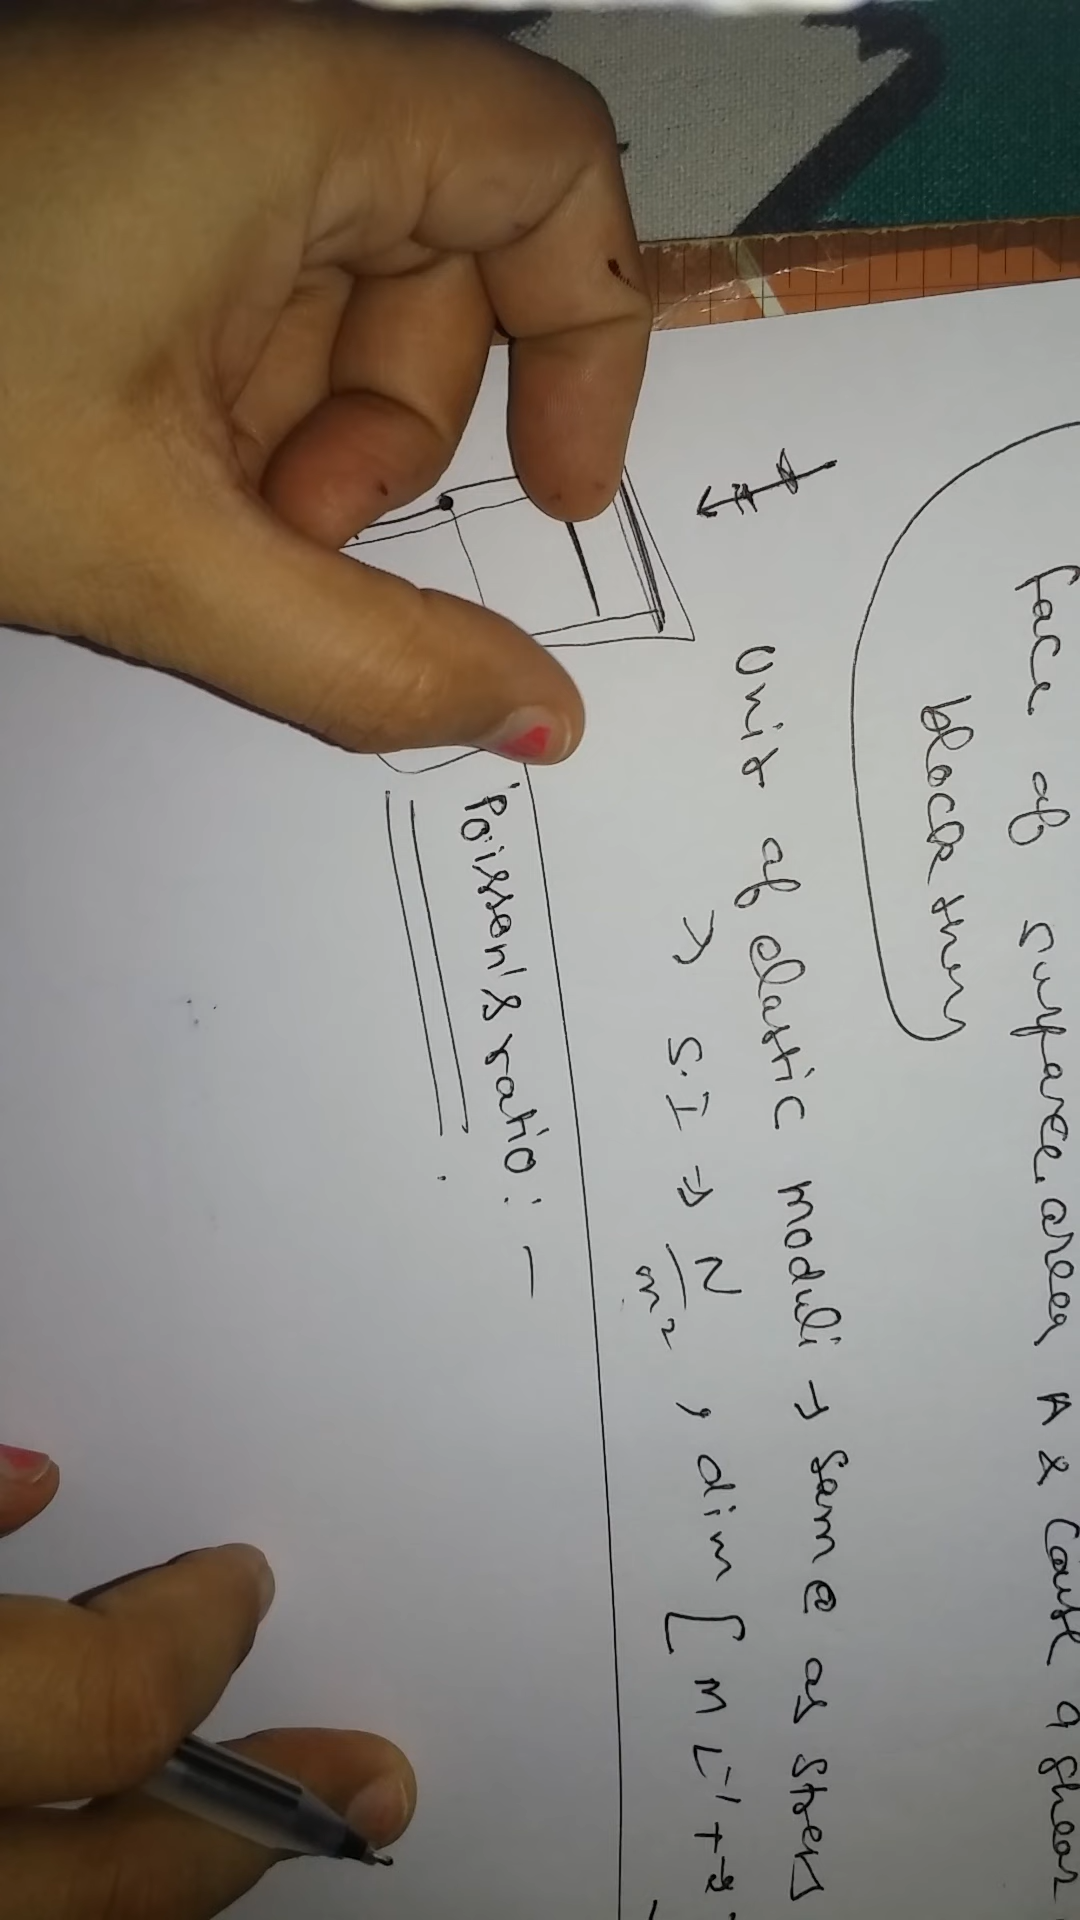 face of surface area A & cause a shear
block thus
Unit of elastic moduli → same as stress
→ S.I → N/m², dim [M L⁻¹ T⁻²
Poisson's ratio : —